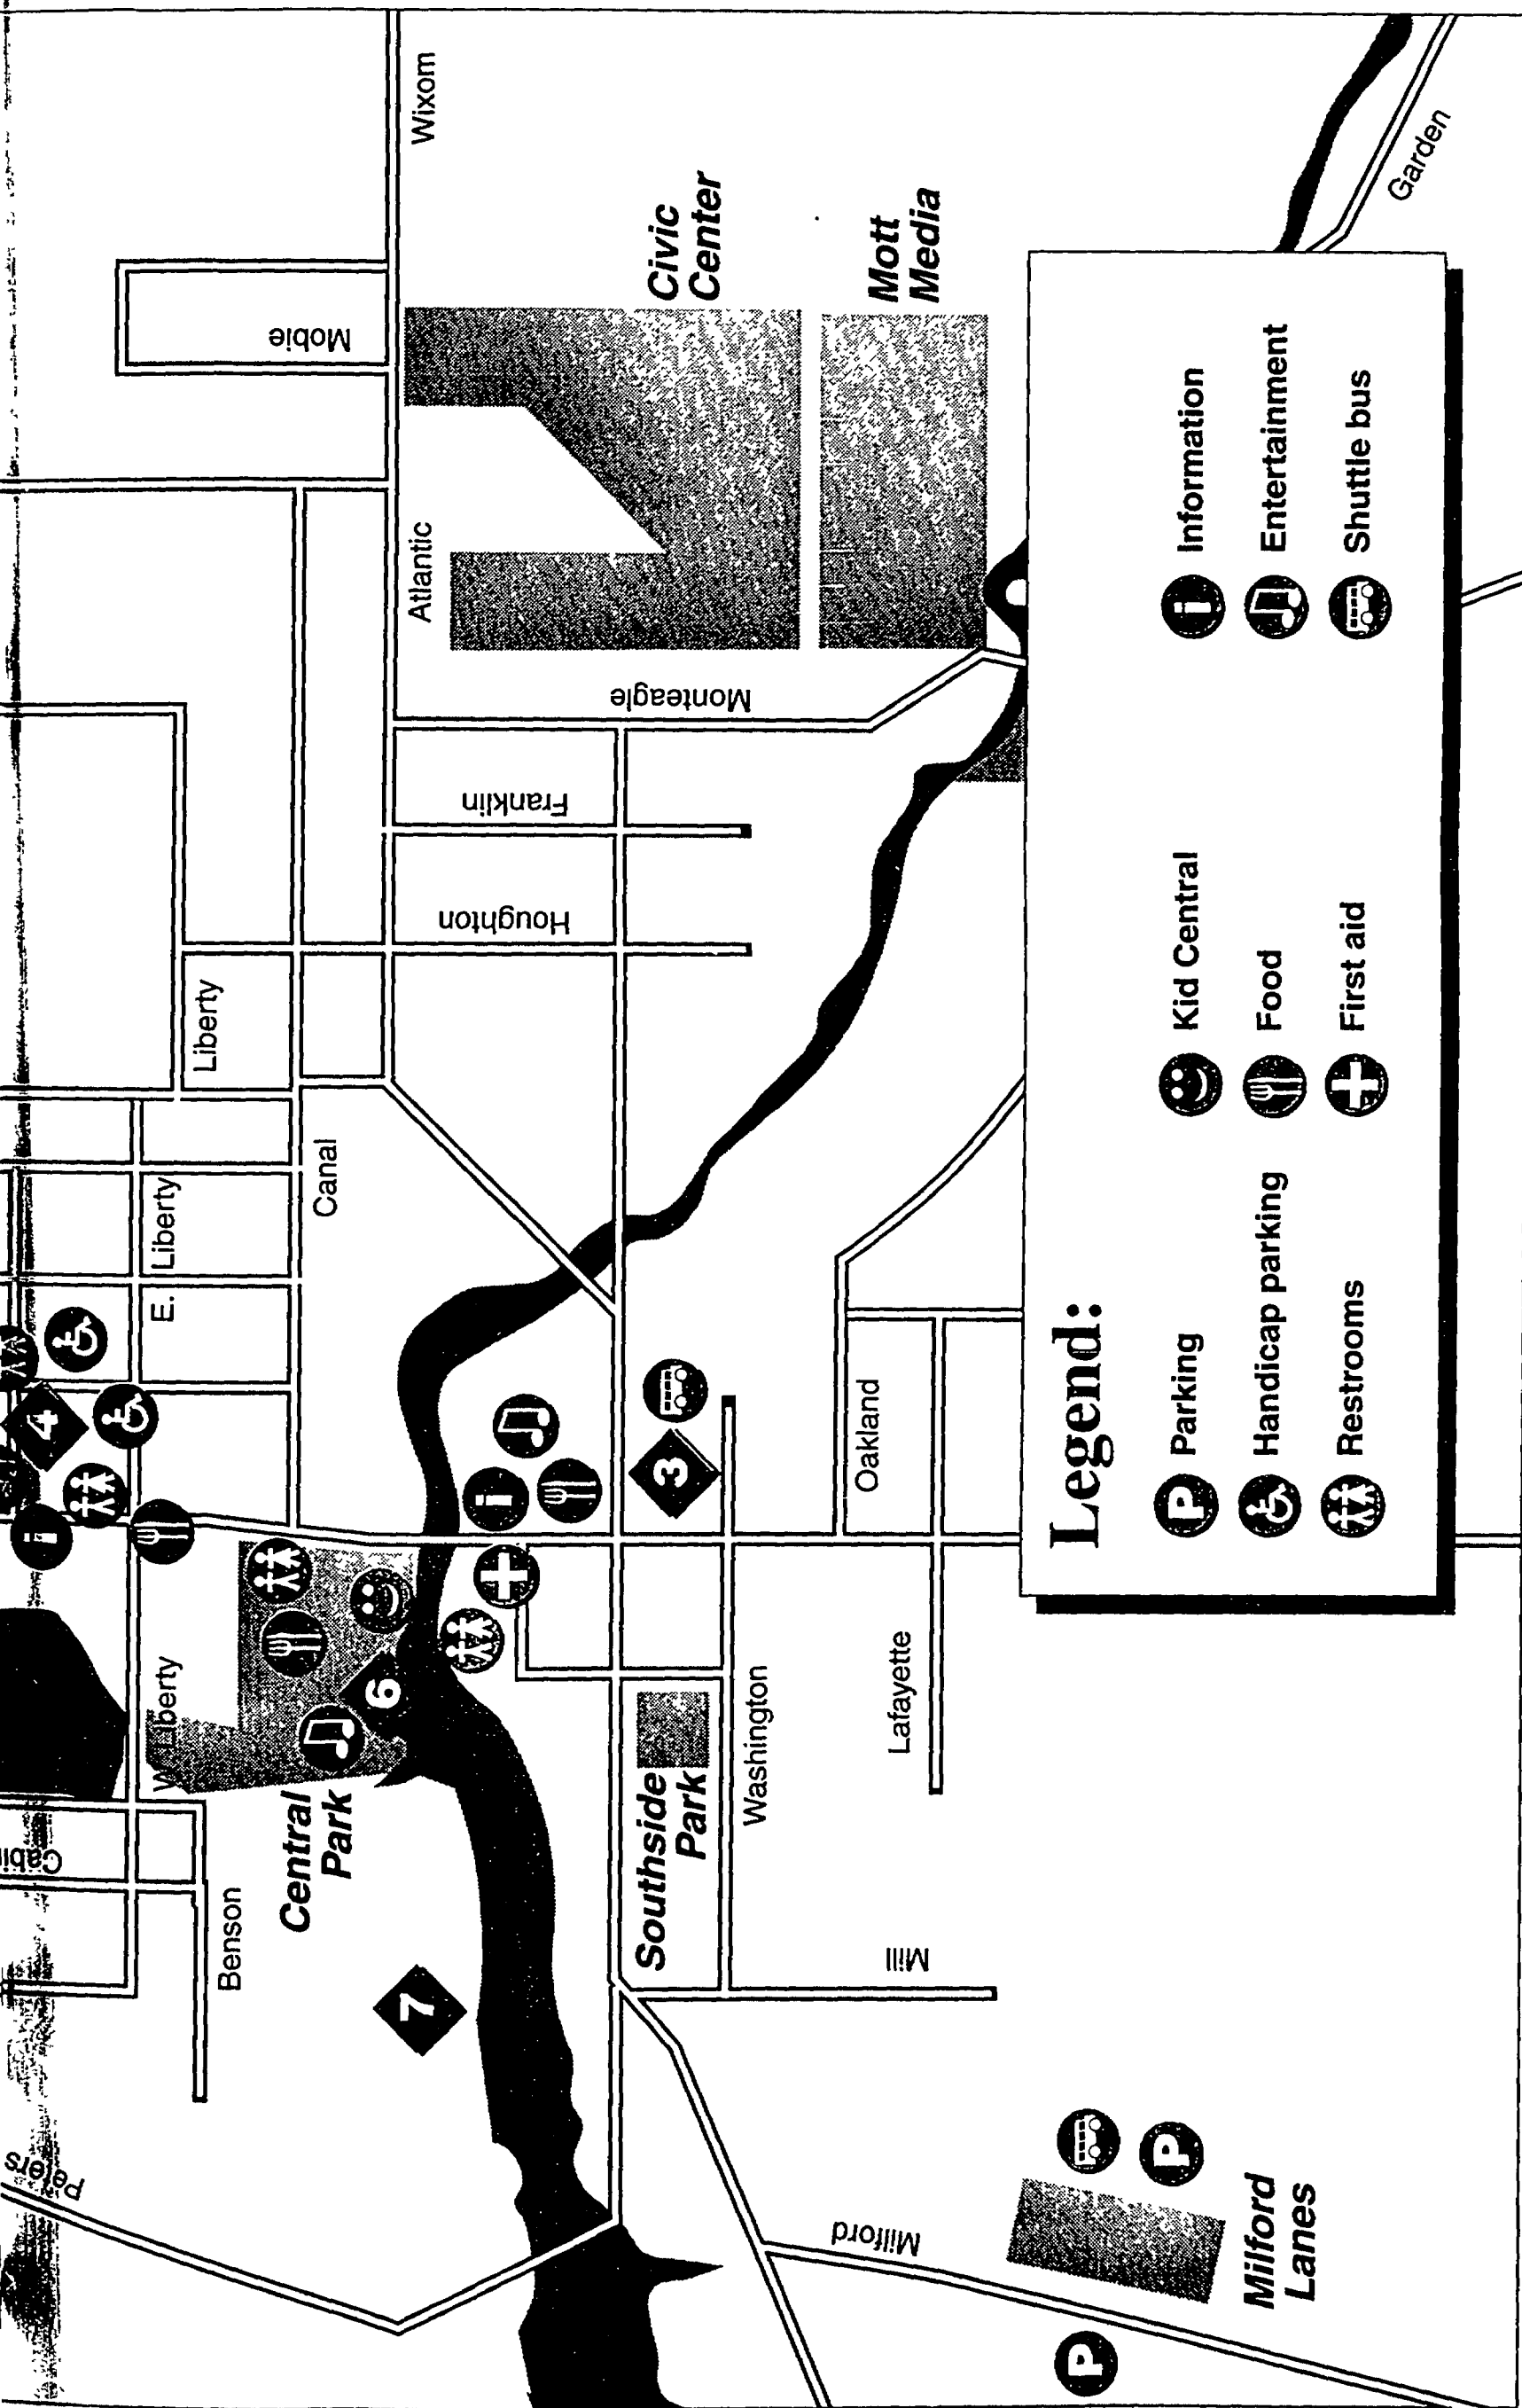 4
E. Liberty
Liberty
Mobie
Wixom
Canal
Atlantic
W. Liberty
Peters
Benson
Central
Park
6
7
Houghton
Franklin
Monteagle
Civic
Center
Mott
Media
3
Southside
Park
Washington
Oakland
Lafayette
Mill
Milford
P
P
Milford
Lanes
Garden
Legend:
P Parking
Handicap parking
Restrooms
Kid Central
Food
First aid
i Information
Entertainment
Shuttle bus